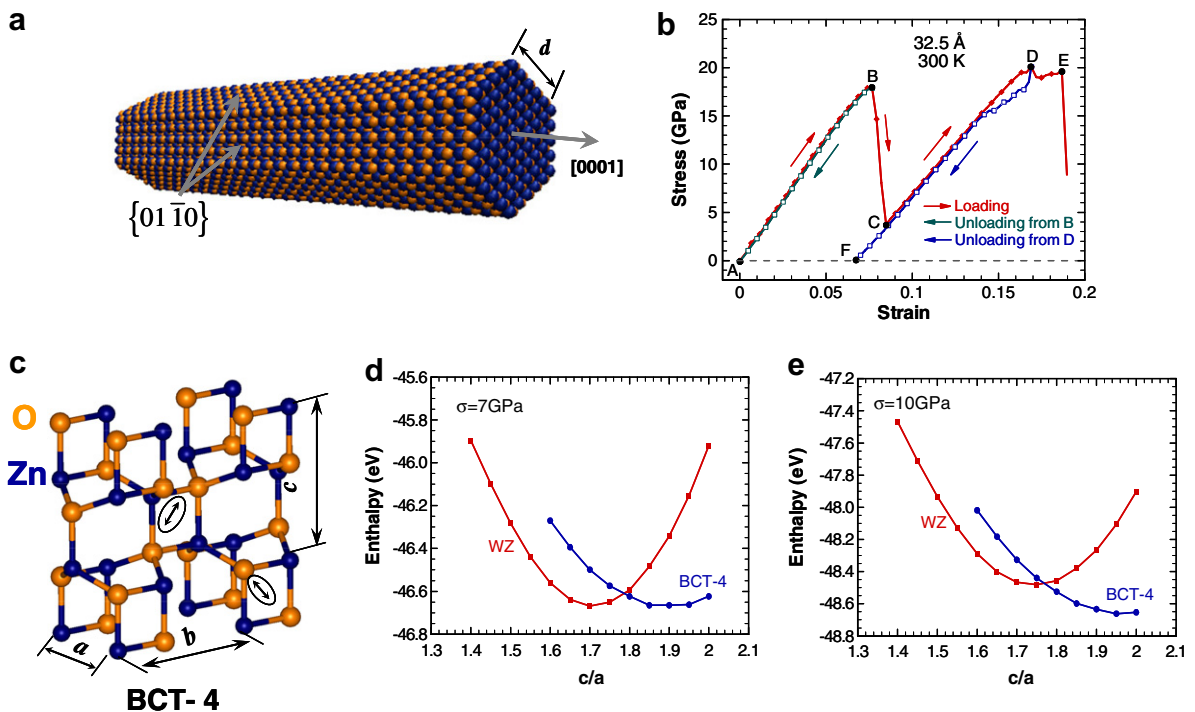 a
d
[0001]
{01 1̅0}
b
32.5 Å
300 K
Stress (GPa)
25
20
15
10
5
0
A
B
C
D
E
F
Loading
Unloading from B
Unloading from D
0
0.05
0.1
0.15
0.2
Strain
c
O
Zn
c
a
b
BCT- 4
d
σ=7GPa
Enthalpy (eV)
-45.6
-45.8
-46.0
-46.2
-46.4
-46.6
-46.8
WZ
BCT-4
1.3 1.4 1.5 1.6 1.7 1.8 1.9 2 2.1
c/a
e
σ=10GPa
Enthalpy (eV)
-47.2
-47.4
-47.6
-47.8
-48.0
-48.2
-48.4
-48.6
-48.8
WZ
BCT-4
1.3 1.4 1.5 1.6 1.7 1.8 1.9 2 2.1
c/a